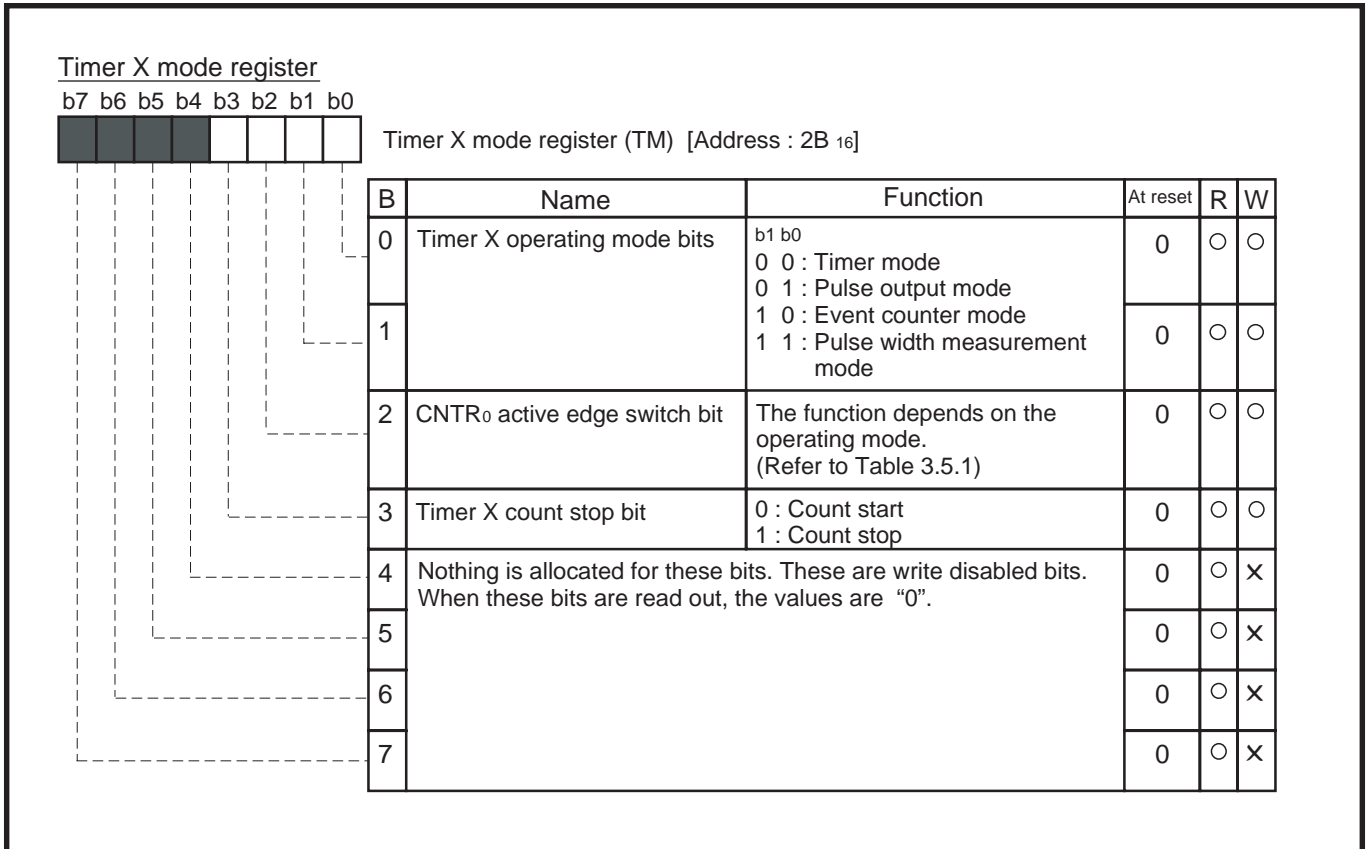 Timer X mode register
b7 b6 b5 b4 b3 b2 b1 b0
Timer X mode register (TM) [Address : 2B 16]
B Name Function At reset R W
0 Timer X operating mode bits b1 b0 0 ○ ○
0 0 : Timer mode
0 1 : Pulse output mode
1 1 0 : Event counter mode 0 ○ ○
1 1 : Pulse width measurement
mode
2 CNTR0 active edge switch bit The function depends on the 0 ○ ○
operating mode.
(Refer to Table 3.5.1)
3 Timer X count stop bit 0 : Count start 0 ○ ○
1 : Count stop
4 Nothing is allocated for these bits. These are write disabled bits. 0 ○ ×
When these bits are read out, the values are “0”.
5 0 ○ ×
6 0 ○ ×
7 0 ○ ×